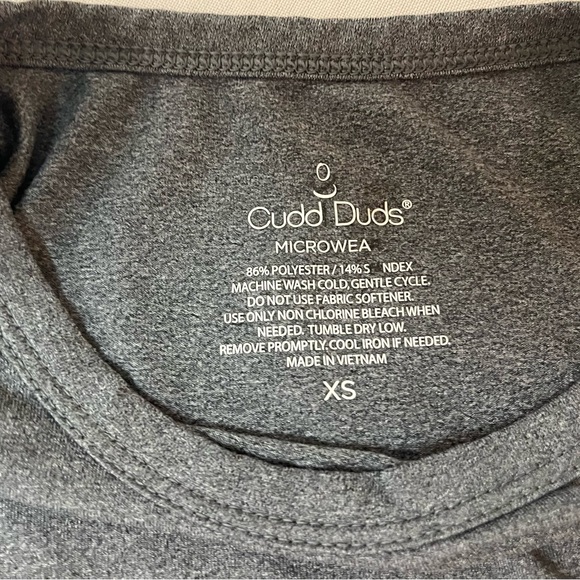 Cudd Duds®
MICROWEA
86% POLYESTER / 14% S NDEX
MACHINE WASH COLD, GENTLE CYCLE.
DO NOT USE FABRIC SOFTENER.
USE ONLY NON CHLORINE BLEACH WHEN
NEEDED. TUMBLE DRY LOW.
REMOVE PROMPTLY. COOL IRON IF NEEDED.
MADE IN VIETNAM
XS